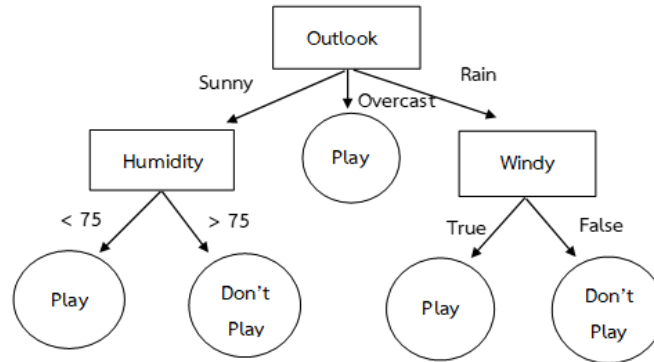 Outlook
Sunny
Overcast
Rain
Humidity
Play
Windy
< 75
> 75
True
False
Play
Don't
Play
Play
Don't
Play